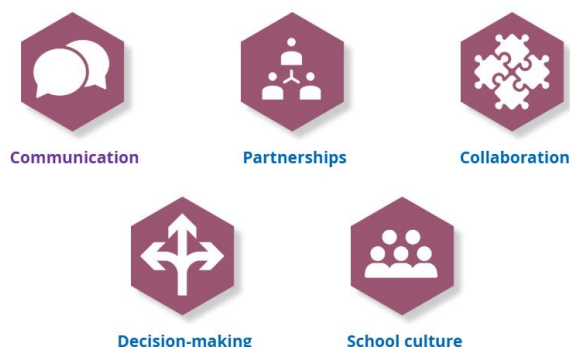 Communication
Partnerships
Collaboration
Decision-making
School culture